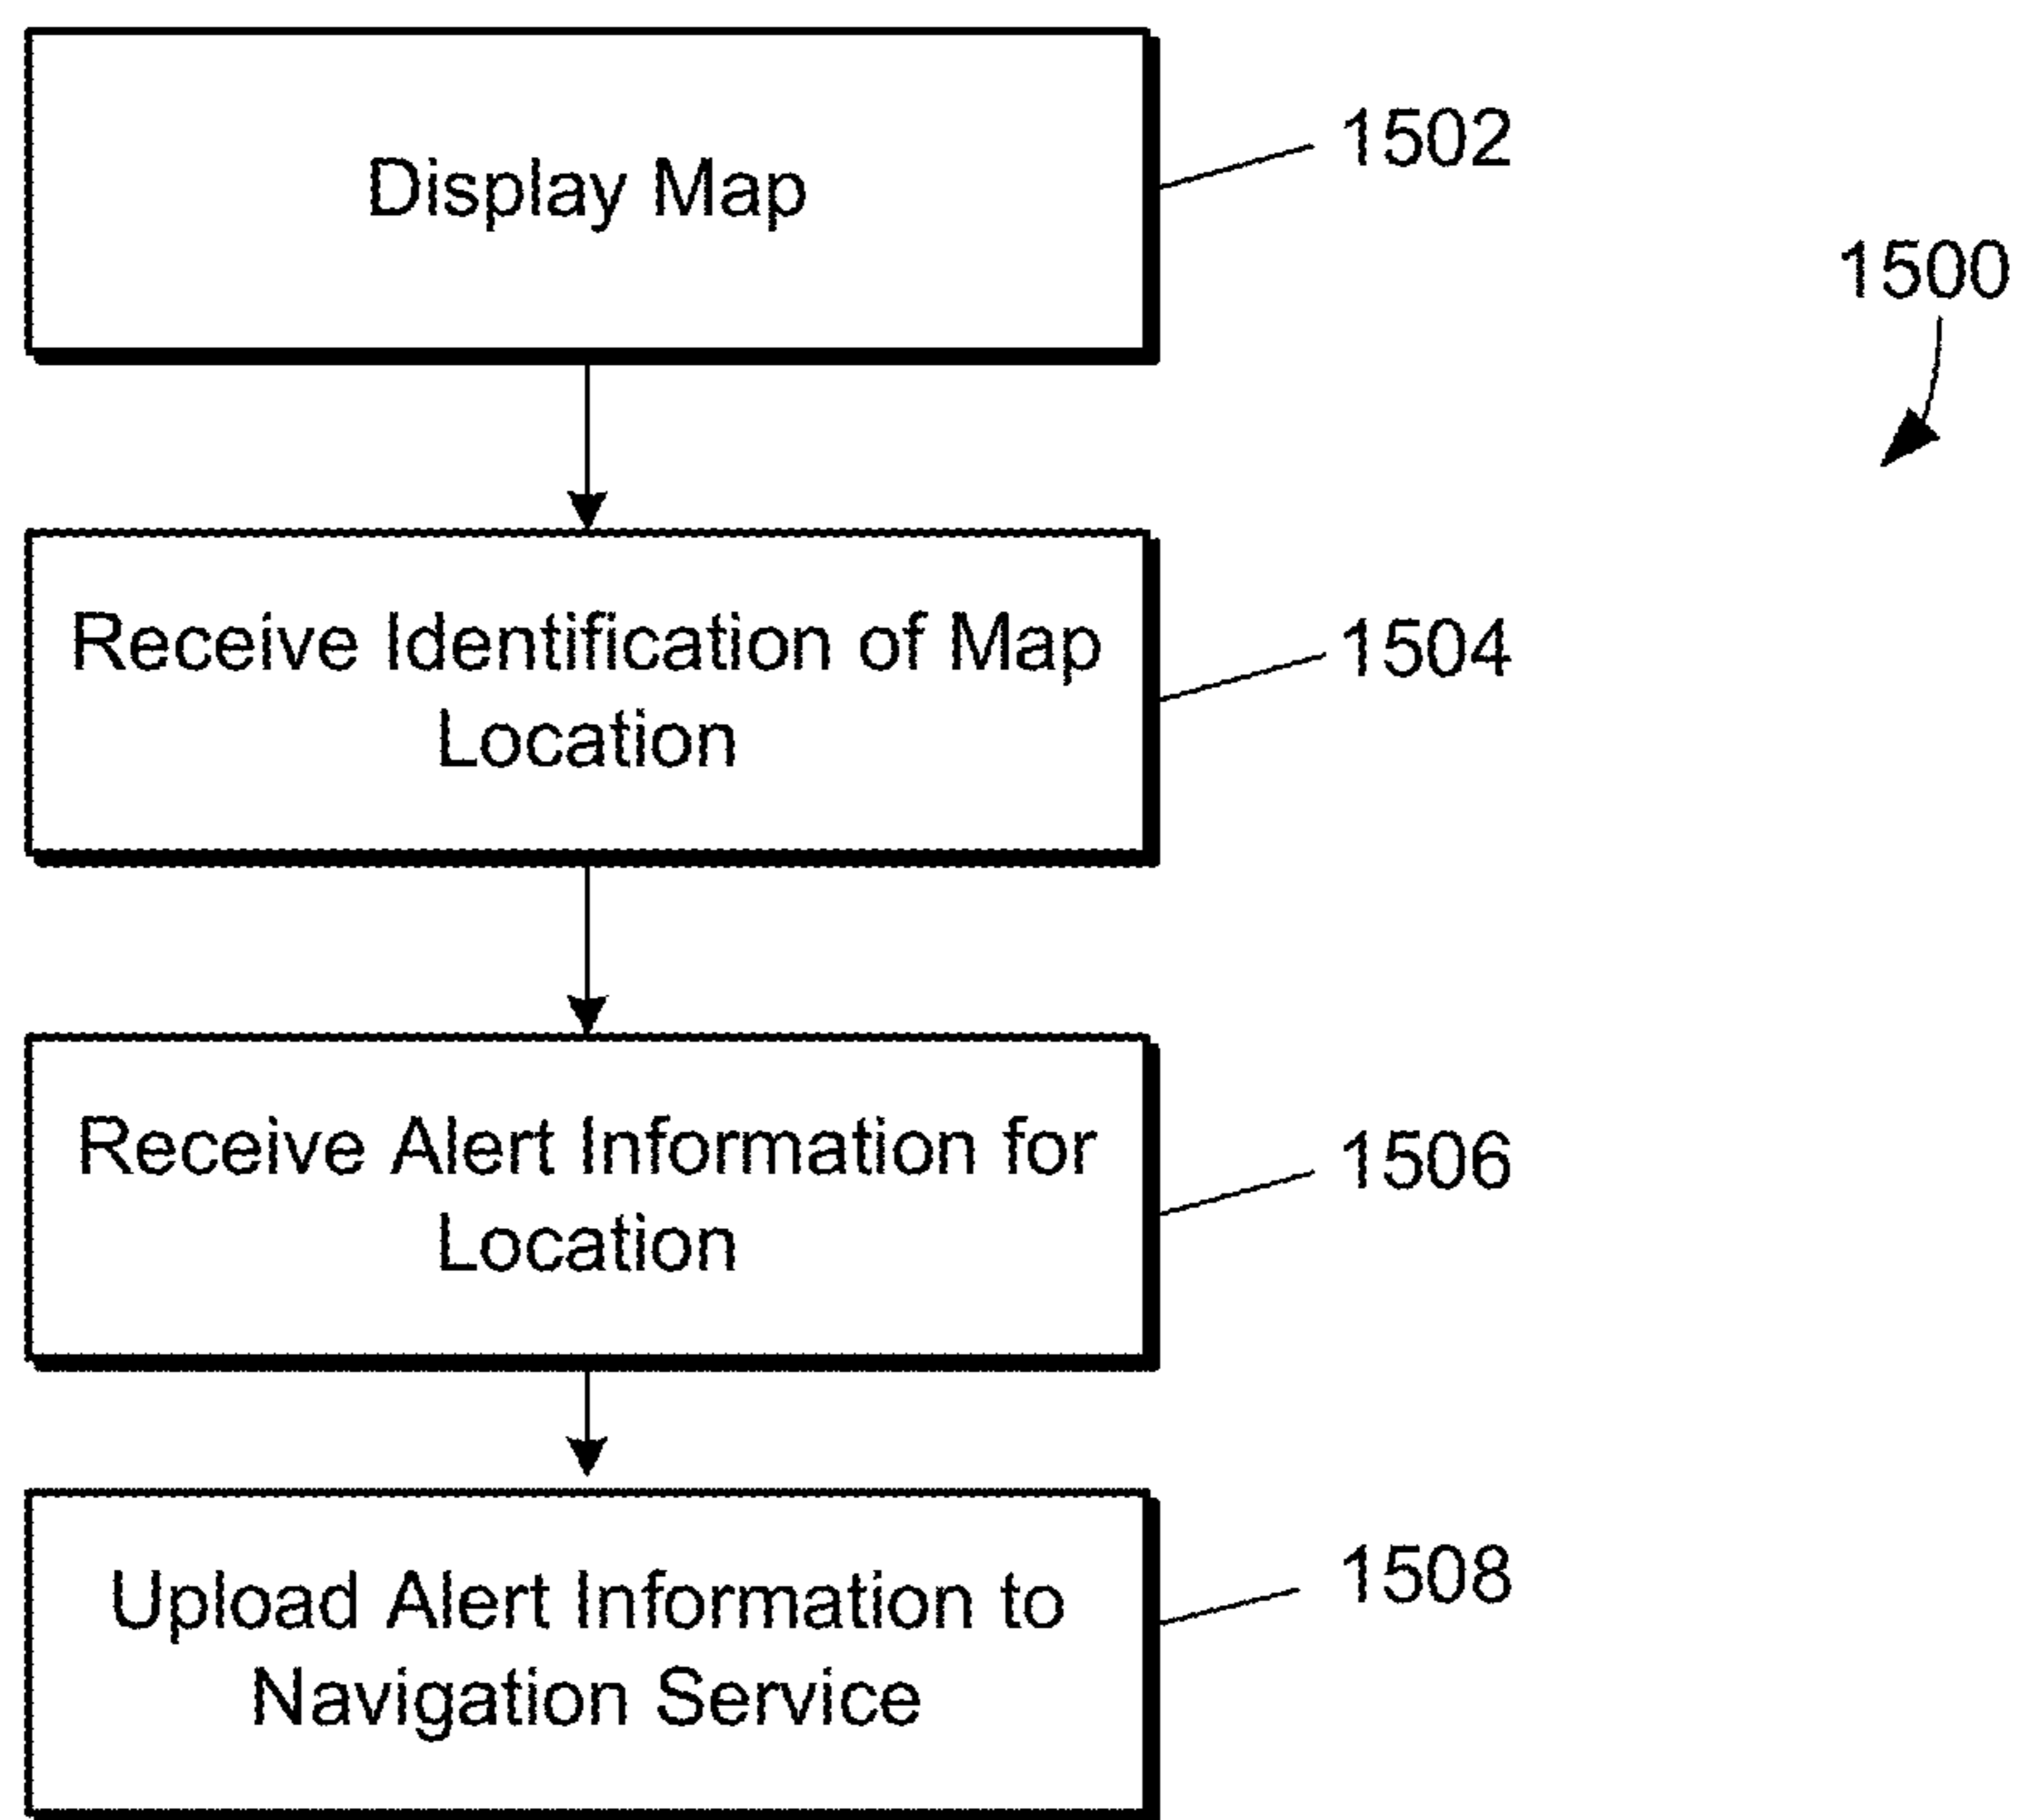 Display Map
1502
1500
Receive Identification of Map
Location
1504
Receive Alert Information for
Location
1506
Upload Alert Information to
Navigation Service
1508